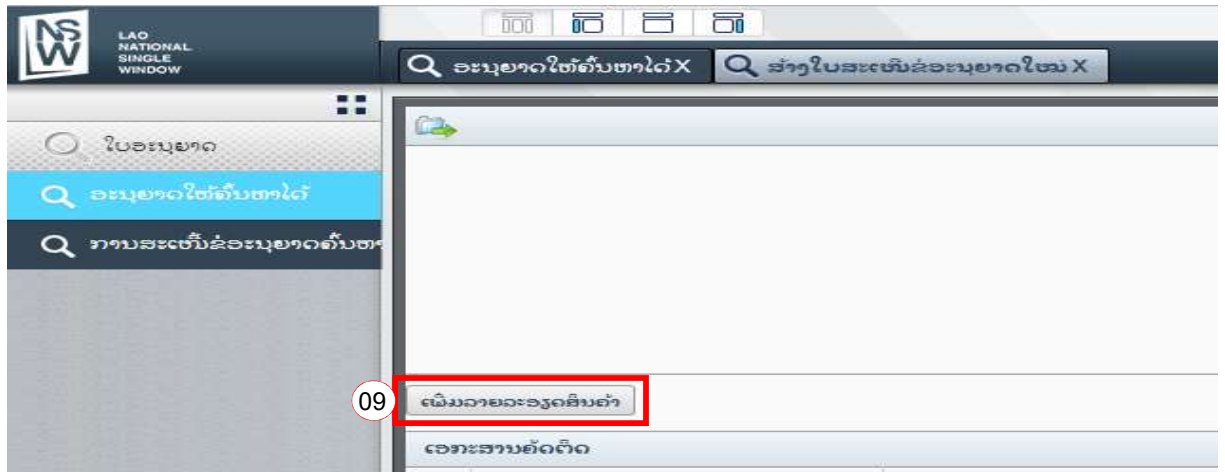 NSW
LAO
NATIONAL
SINGLE
WINDOW
ອະນຸຍາດໃຫ້ຄົ້ນຫາໄດ້ X
ສ້າງໃບສະເໜີຂໍອະນຸຍາດໃໝ່ X
ໃບອະນຸຍາດ
ອະນຸຍາດໃຫ້ຄົ້ນຫາໄດ້
ການສະເໜີຂໍອະນຸຍາດຄົ້ນຫາ
09
ເພີ່ມລາຍລະອຽດສິນຄ້າ
ເອກະສານຄັດຕິດ